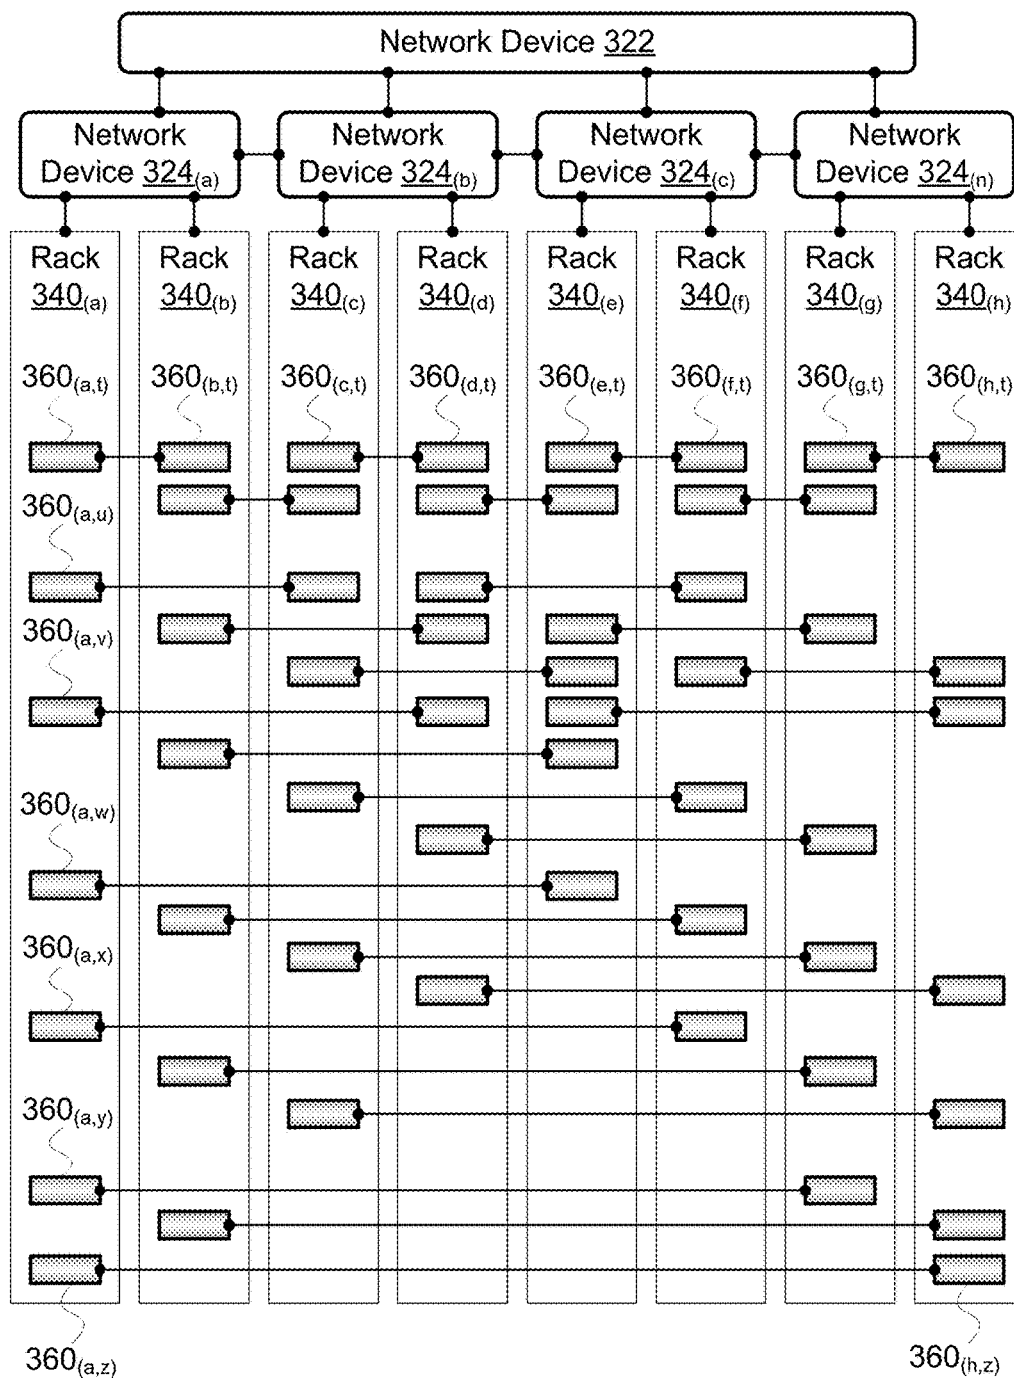 Network Device 322
Network Device 324(a)
Network Device 324(b)
Network Device 324(c)
Network Device 324(n)
Rack 340(a)
Rack 340(b)
Rack 340(c)
Rack 340(d)
Rack 340(e)
Rack 340(f)
Rack 340(g)
Rack 340(h)
360(a,t)
360(b,t)
360(c,t)
360(d,t)
360(e,t)
360(f,t)
360(g,t)
360(h,t)
360(a,u)
360(a,v)
360(a,w)
360(a,x)
360(a,y)
360(a,z)
360(h,z)